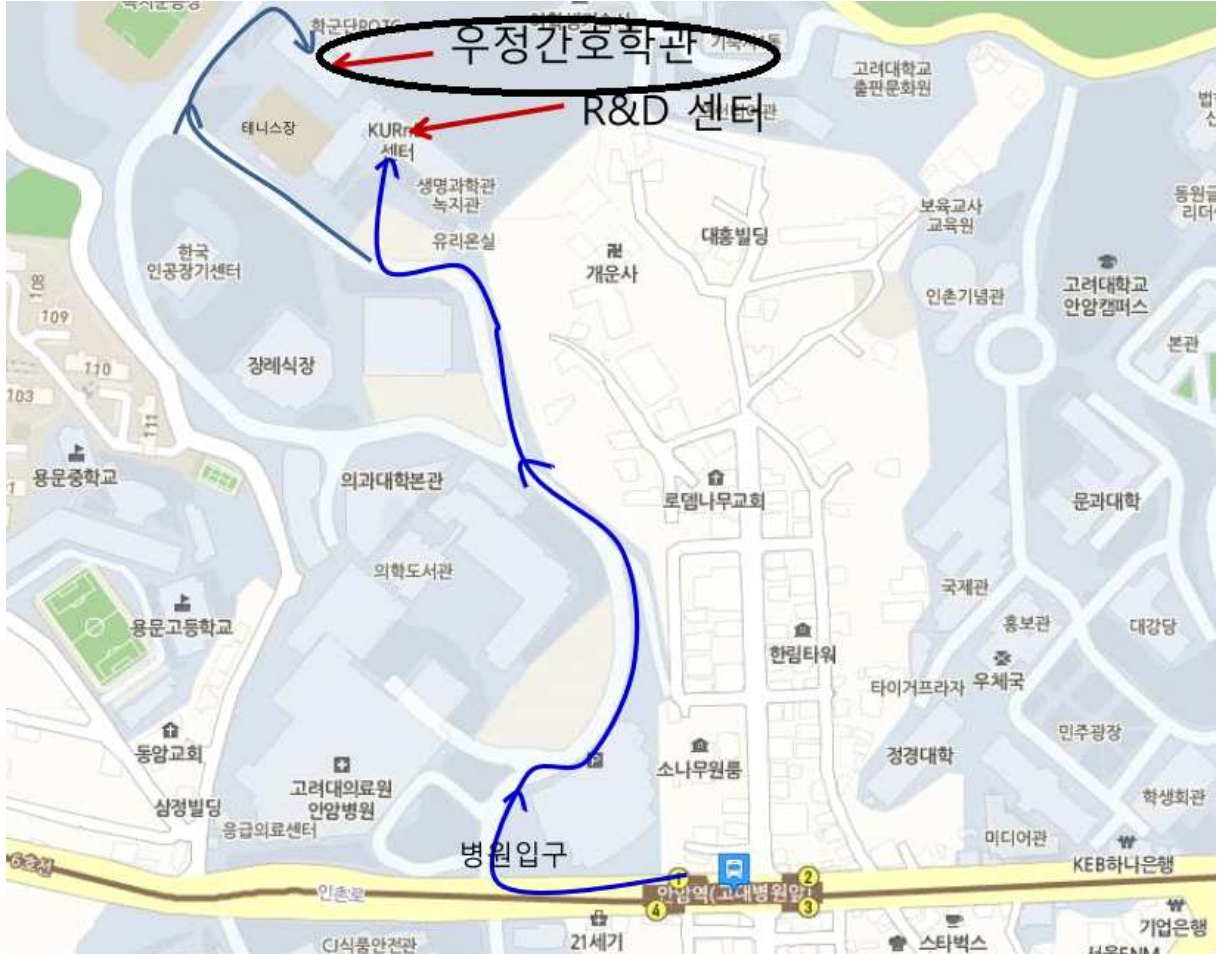 우정간호학관
R&D 센터
고려대학교
출판문화원
테니스장
센터
생명과학관
녹지관
유리온실
한국
인공장기센터
개운사
대흥빌딩
보육교사
교육원
인촌기념관
고려대학교
안암캠퍼스
본관
108
109
110
103
111
장례식장
용문중학교
의과대학본관
로뎀나무교회
문과대학
의학도서관
국제관
용문고등학교
홍보관
대강당
한림타워
타이거프라자
우체국
동암교회
소나무원룸
정경대학
민주광장
고려대의료원
안암병원
삼정빌딩
응급의료센터
학생회관
미디어관
병원입구
KEB하나은행
6호선
인촌로
1
2
안암역(고대병원앞)
4
3
기업은행
CJ식품안전관
21세기
스타벅스